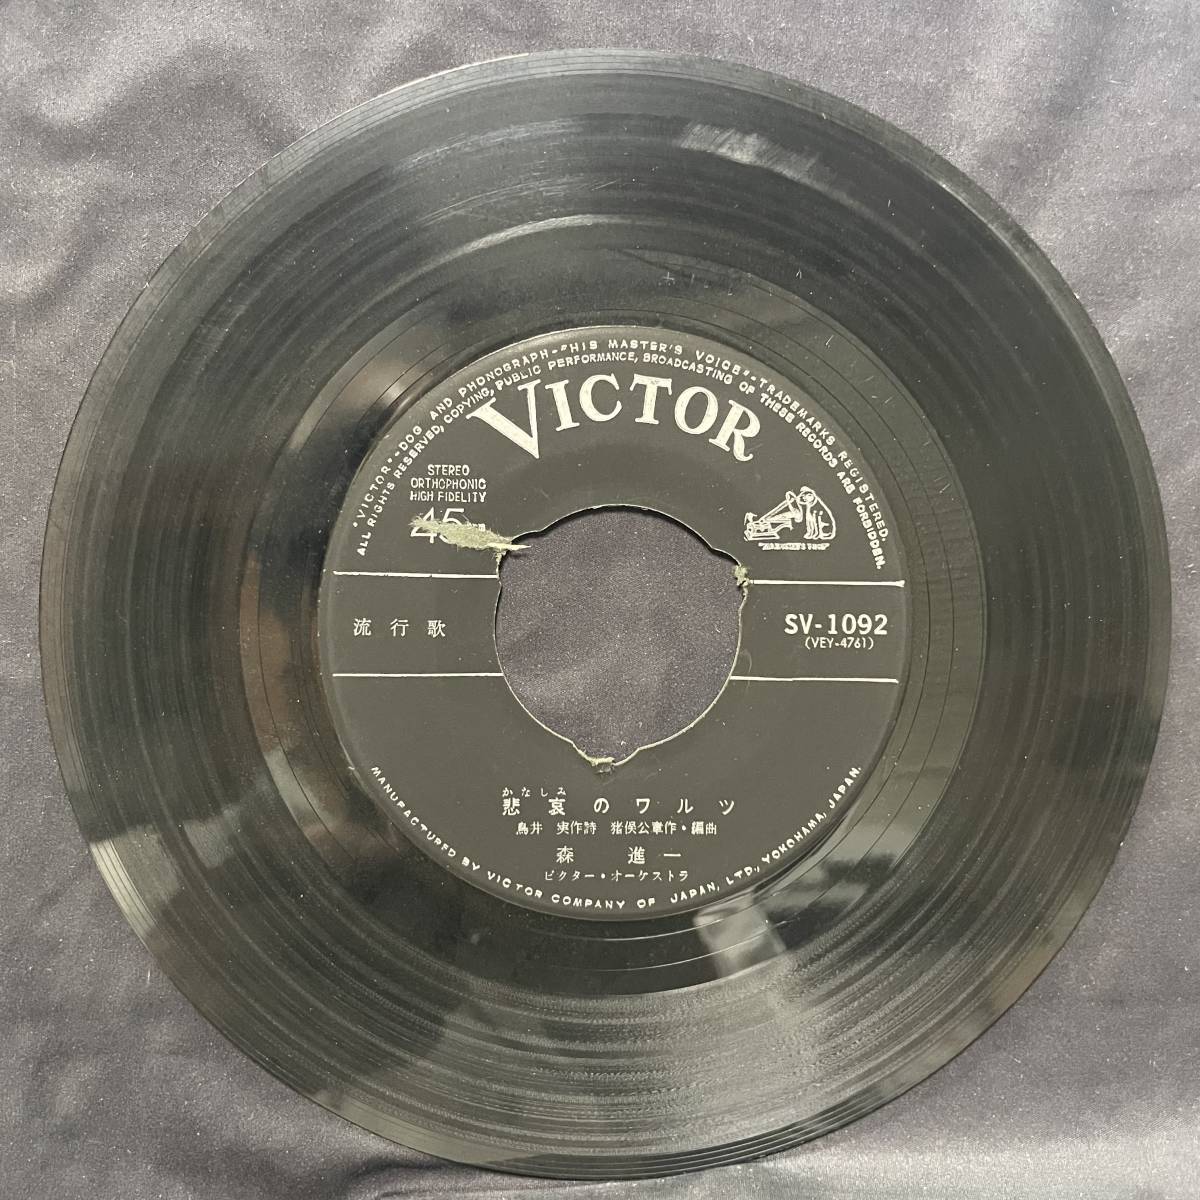 "VICTOR"-DOG AND PHONOGRAPH-"HIS MASTER'S VOICE"-TRADEMARKS REGISTERED.
ALL RIGHTS RESERVED, COPYING, PUBLIC PERFORMANCE, BROADCASTING OF THESE RECORDS ARE FORBIDDEN.
VICTOR
STEREO
ORTHOPHONIC
HIGH FIDELITY
45
"HIS MASTER'S VOICE"
流行歌
SV-1092
(VEY-4761)
かなしみ
悲哀のワルツ
鳥井 実作詩 猪俣公章作・編曲
森 進一
ビクター・オーケストラ
MANUFACTURED BY VICTOR COMPANY OF JAPAN, LTD., YOKOHAMA, JAPAN.